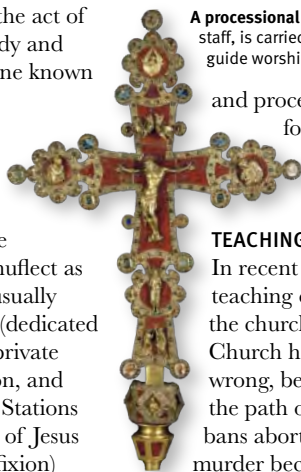 the act of
dy and
ne known
e
nuflect as
usually
(dedicated
private
on, and
Stations
of Jesus
fixion)
A processional
staff, is carried
guide worshi
and proce
fo
TEACHING
In recent
teaching o
the church
Church h
wrong, be
the path o
bans abort
murder bec